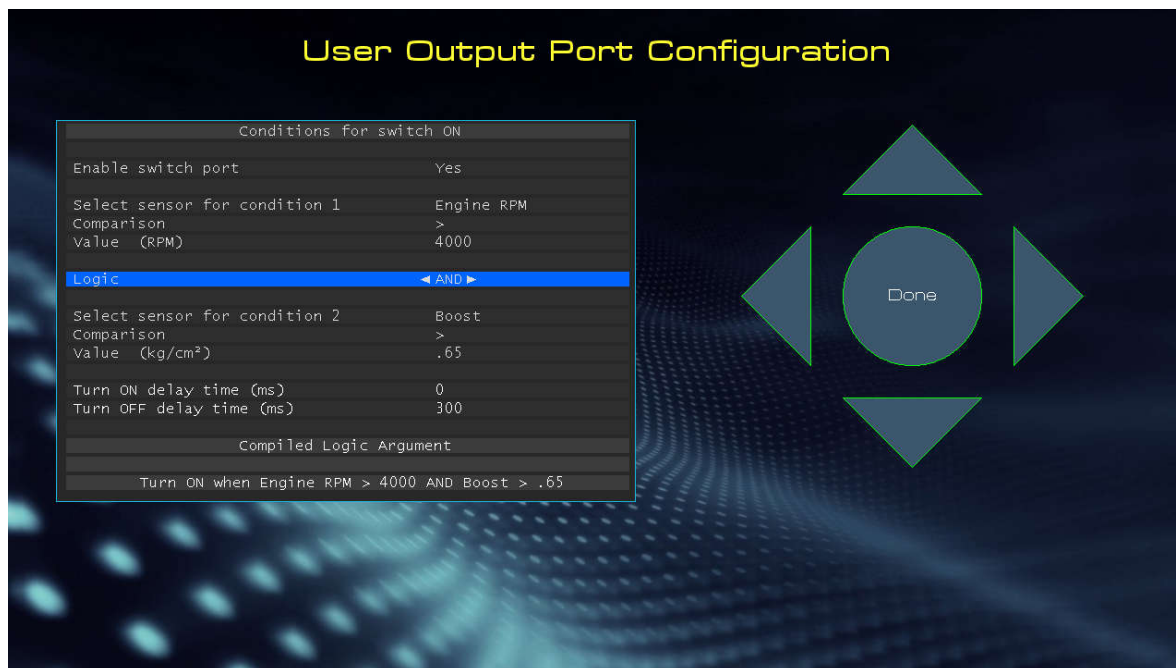 User Output Port Configuration
Conditions for switch ON
Enable switch port Yes
Select sensor for condition 1 Engine RPM
Comparison >
Value (RPM) 4000
Logic ◄ AND ►
Select sensor for condition 2 Boost
Comparison >
Value (kg/cm²) .65
Turn ON delay time (ms) 0
Turn OFF delay time (ms) 300
Compiled Logic Argument
Turn ON when Engine RPM > 4000 AND Boost > .65
Done